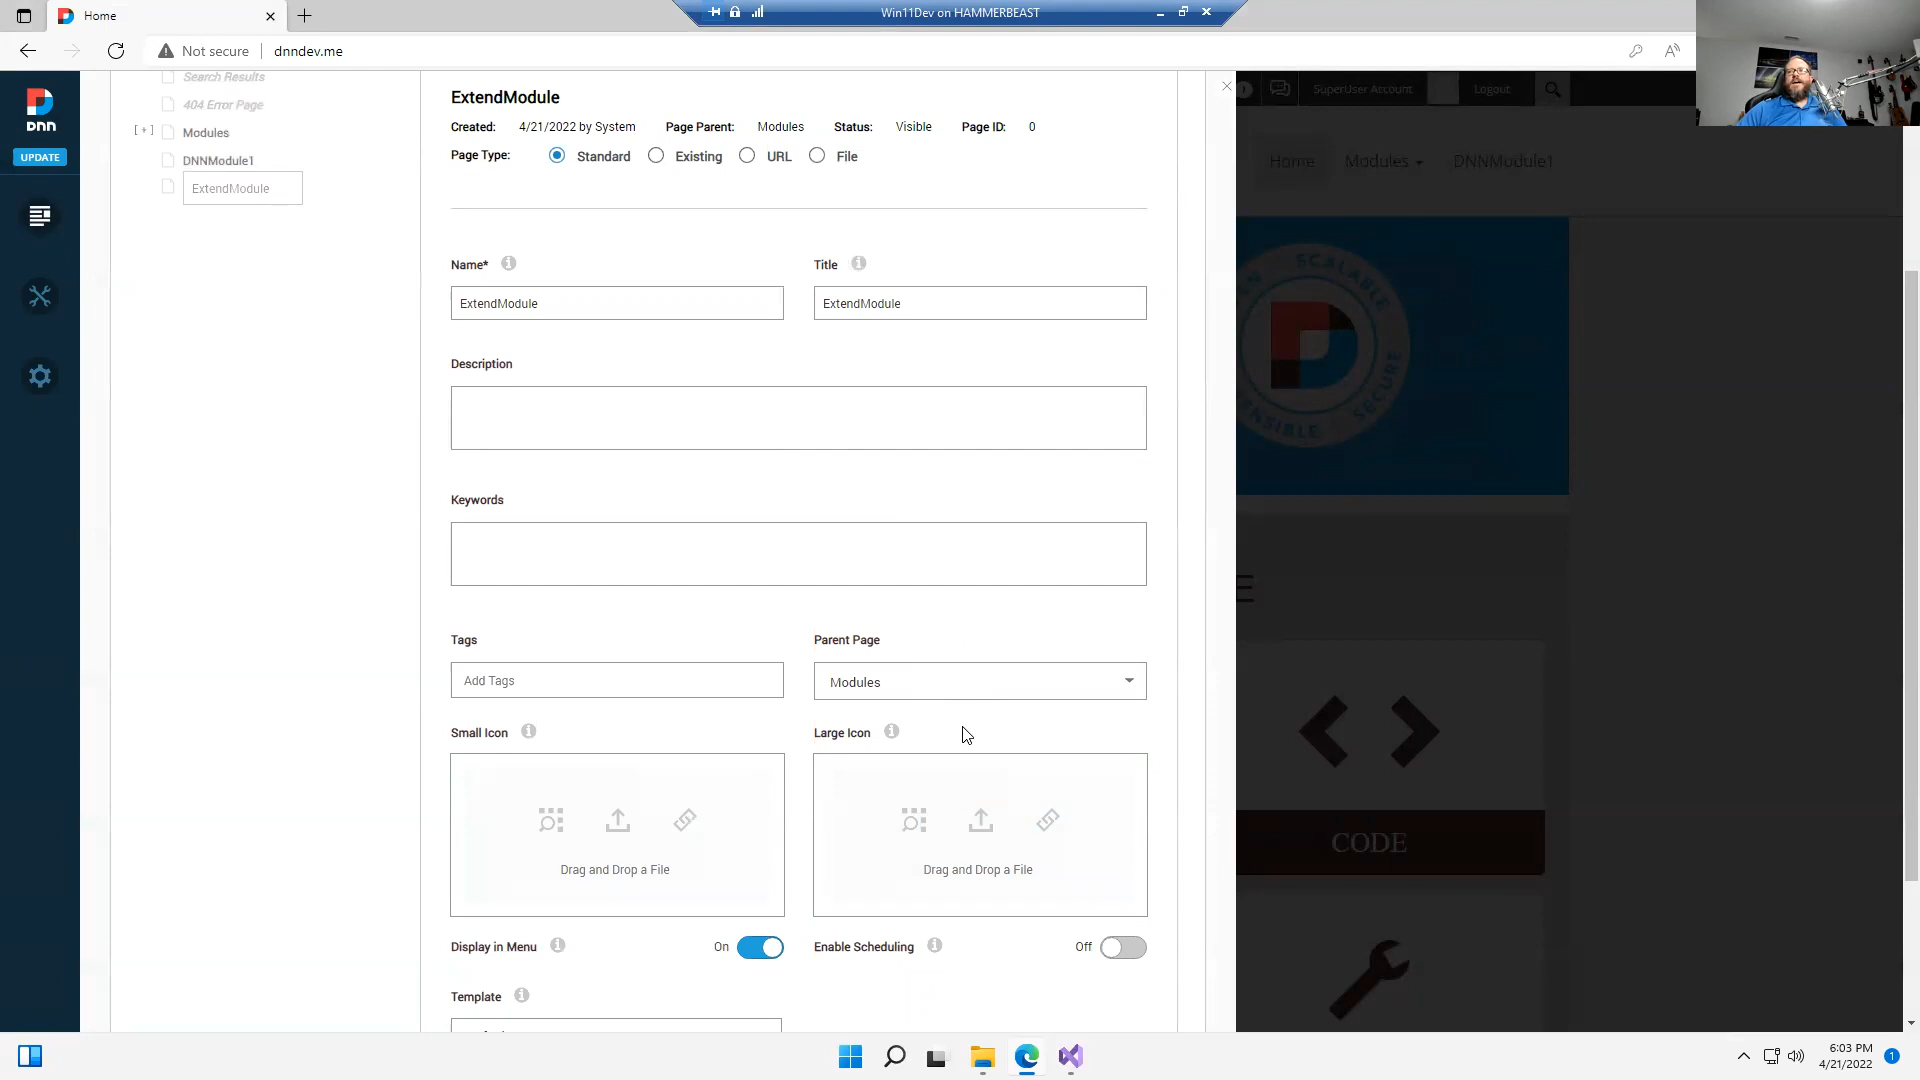 Home
Win11Dev on HAMMERBEAST
Not secure
dnndev.me
DNN
UPDATE
Search Results
404 Error Page
[ + ]
Modules
DNNModule1
ExtendModule
ExtendModule
Created: 4/21/2022 by System Page Parent: Modules Status: Visible Page ID: 0
Page Type: Standard Existing URL File
Name* Title
ExtendModule ExtendModule
Description
Keywords
Tags Parent Page
Add Tags Modules
Small Icon Large Icon
Drag and Drop a File Drag and Drop a File
Display in Menu On Enable Scheduling Off
Template
SuperUser Account Logout
Home Modules DNNModule1
SCALABLE
SECURE
CODE
6:03 PM
4/21/2022
1